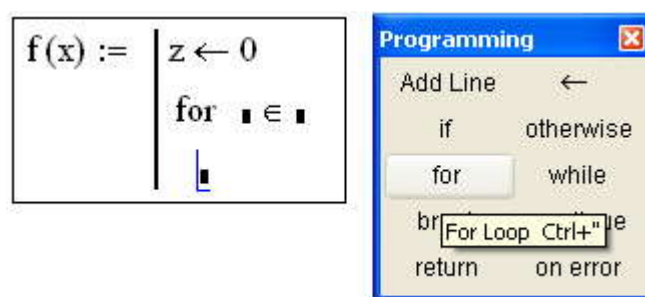 f(x) := z ← 0
for ∈
Programming
Add Line ←
if otherwise
for while
For Loop Ctrl+"
return on error